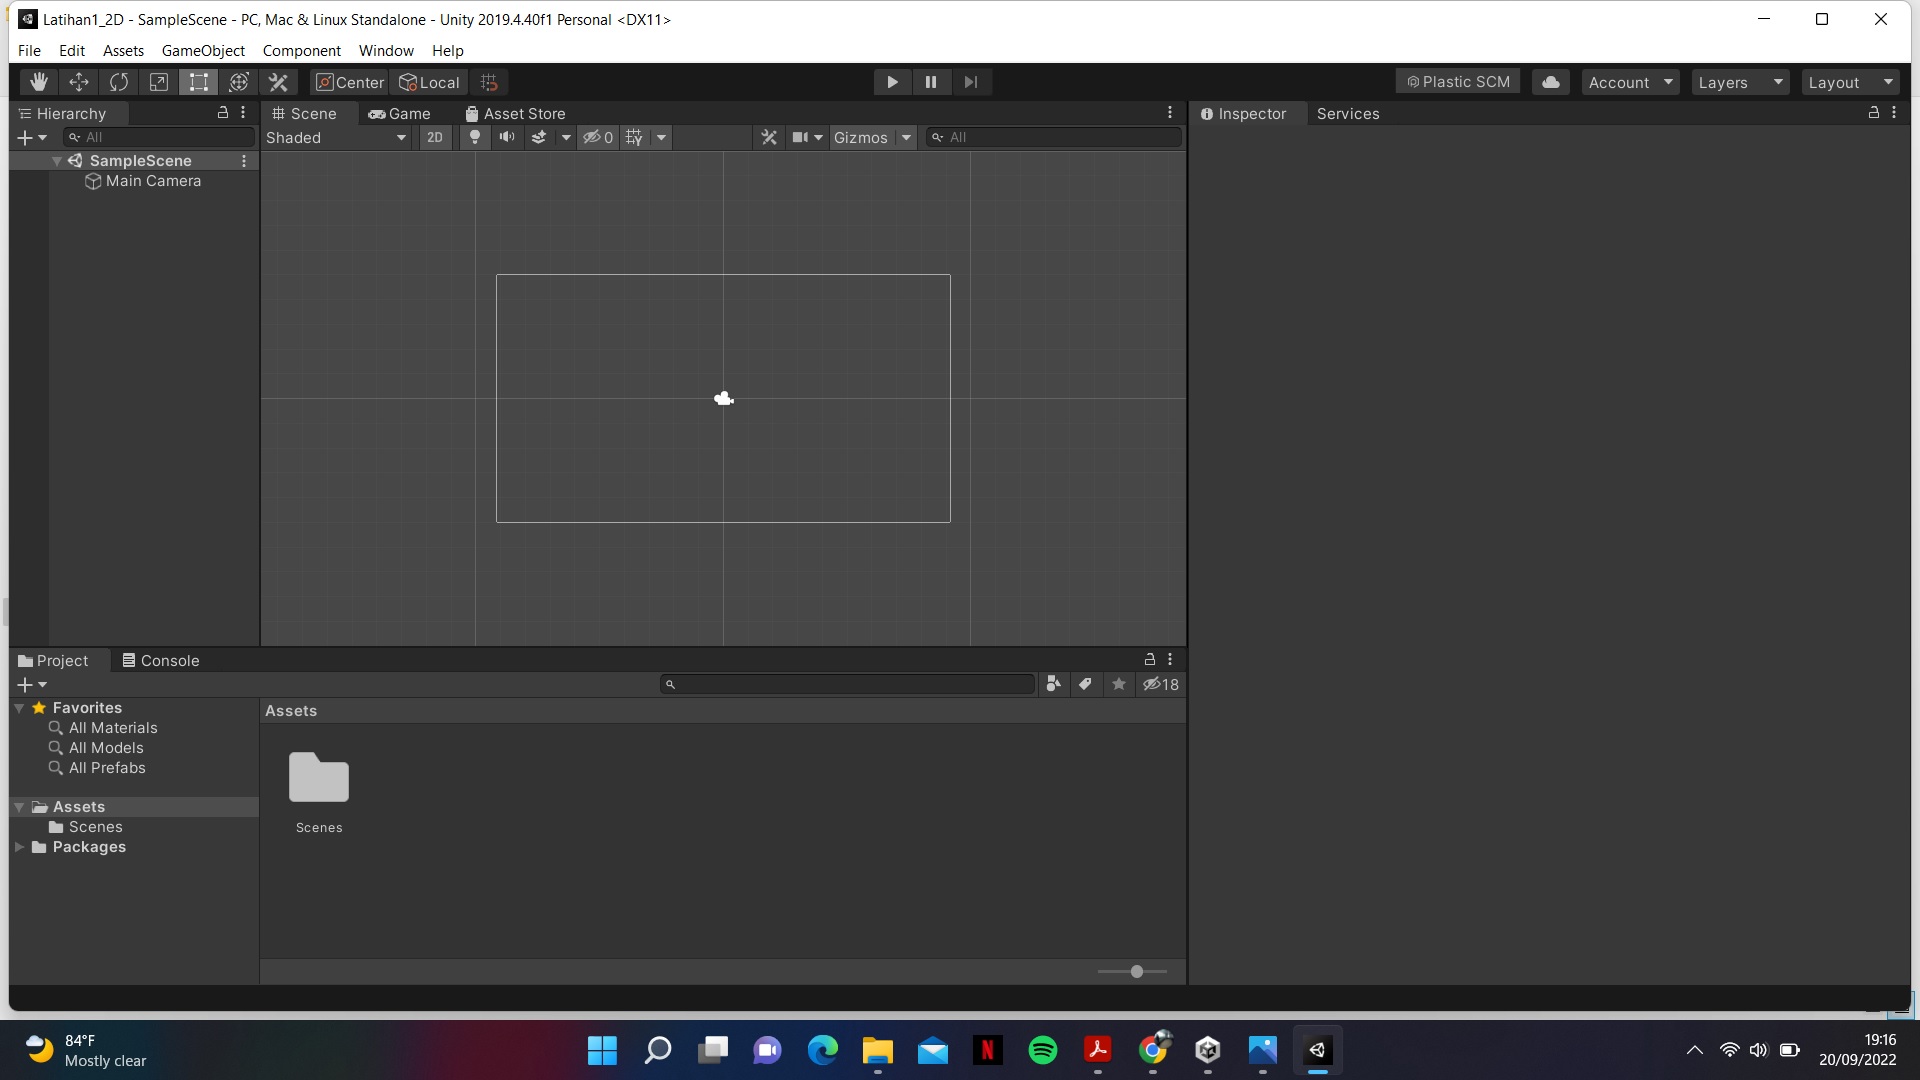 Latihan1_2D - SampleScene - PC, Mac & Linux Standalone - Unity 2019.4.40f1 Personal <DX11>
File Edit Assets GameObject Component Window Help
Center Local Plastic SCM Account Layers Layout
Hierarchy Scene Game Asset Store Inspector Services
All Shaded 2D 0 Gizmos All
SampleScene
Main Camera
Project Console
18
Favorites Assets
All Materials
All Models
All Prefabs
Assets
Scenes Scenes
Packages
84°F 19:16
Mostly clear 20/09/2022